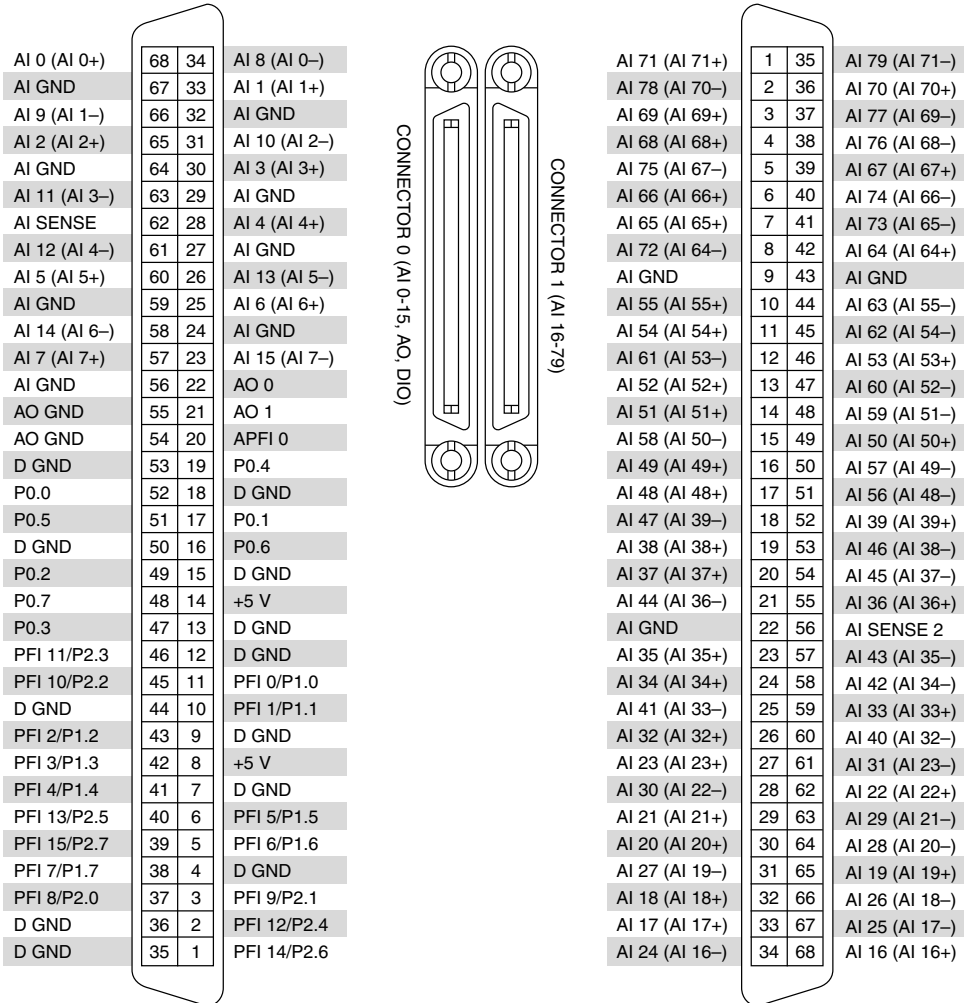 AI 0 (AI 0+) 68 34 AI 8 (AI 0–)
AI GND 67 33 AI 1 (AI 1+)
AI 9 (AI 1–) 66 32 AI GND
AI 2 (AI 2+) 65 31 AI 10 (AI 2–)
AI GND 64 30 AI 3 (AI 3+)
AI 11 (AI 3–) 63 29 AI GND
AI SENSE 62 28 AI 4 (AI 4+)
AI 12 (AI 4–) 61 27 AI GND
AI 5 (AI 5+) 60 26 AI 13 (AI 5–)
AI GND 59 25 AI 6 (AI 6+)
AI 14 (AI 6–) 58 24 AI GND
AI 7 (AI 7+) 57 23 AI 15 (AI 7–)
AI GND 56 22 AO 0
AO GND 55 21 AO 1
AO GND 54 20 APFI 0
D GND 53 19 P0.4
P0.0 52 18 D GND
P0.5 51 17 P0.1
D GND 50 16 P0.6
P0.2 49 15 D GND
P0.7 48 14 +5 V
P0.3 47 13 D GND
PFI 11/P2.3 46 12 D GND
PFI 10/P2.2 45 11 PFI 0/P1.0
D GND 44 10 PFI 1/P1.1
PFI 2/P1.2 43 9 D GND
PFI 3/P1.3 42 8 +5 V
PFI 4/P1.4 41 7 D GND
PFI 13/P2.5 40 6 PFI 5/P1.5
PFI 15/P2.7 39 5 PFI 6/P1.6
PFI 7/P1.7 38 4 D GND
PFI 8/P2.0 37 3 PFI 9/P2.1
D GND 36 2 PFI 12/P2.4
D GND 35 1 PFI 14/P2.6
CONNECTOR 0 (AI 0-15, AO, DIO)
CONNECTOR 1 (AI 16-79)
AI 71 (AI 71+) 1 35 AI 79 (AI 71–)
AI 78 (AI 70–) 2 36 AI 70 (AI 70+)
AI 69 (AI 69+) 3 37 AI 77 (AI 69–)
AI 68 (AI 68+) 4 38 AI 76 (AI 68–)
AI 75 (AI 67–) 5 39 AI 67 (AI 67+)
AI 66 (AI 66+) 6 40 AI 74 (AI 66–)
AI 65 (AI 65+) 7 41 AI 73 (AI 65–)
AI 72 (AI 64–) 8 42 AI 64 (AI 64+)
AI GND 9 43 AI GND
AI 55 (AI 55+) 10 44 AI 63 (AI 55–)
AI 54 (AI 54+) 11 45 AI 62 (AI 54–)
AI 61 (AI 53–) 12 46 AI 53 (AI 53+)
AI 52 (AI 52+) 13 47 AI 60 (AI 52–)
AI 51 (AI 51+) 14 48 AI 59 (AI 51–)
AI 58 (AI 50–) 15 49 AI 50 (AI 50+)
AI 49 (AI 49+) 16 50 AI 57 (AI 49–)
AI 48 (AI 48+) 17 51 AI 56 (AI 48–)
AI 47 (AI 39–) 18 52 AI 39 (AI 39+)
AI 38 (AI 38+) 19 53 AI 46 (AI 38–)
AI 37 (AI 37+) 20 54 AI 45 (AI 37–)
AI 44 (AI 36–) 21 55 AI 36 (AI 36+)
AI GND 22 56 AI SENSE 2
AI 35 (AI 35+) 23 57 AI 43 (AI 35–)
AI 34 (AI 34+) 24 58 AI 42 (AI 34–)
AI 41 (AI 33–) 25 59 AI 33 (AI 33+)
AI 32 (AI 32+) 26 60 AI 40 (AI 32–)
AI 23 (AI 23+) 27 61 AI 31 (AI 23–)
AI 30 (AI 22–) 28 62 AI 22 (AI 22+)
AI 21 (AI 21+) 29 63 AI 29 (AI 21–)
AI 20 (AI 20+) 30 64 AI 28 (AI 20–)
AI 27 (AI 19–) 31 65 AI 19 (AI 19+)
AI 18 (AI 18+) 32 66 AI 26 (AI 18–)
AI 17 (AI 17+) 33 67 AI 25 (AI 17–)
AI 24 (AI 16–) 34 68 AI 16 (AI 16+)